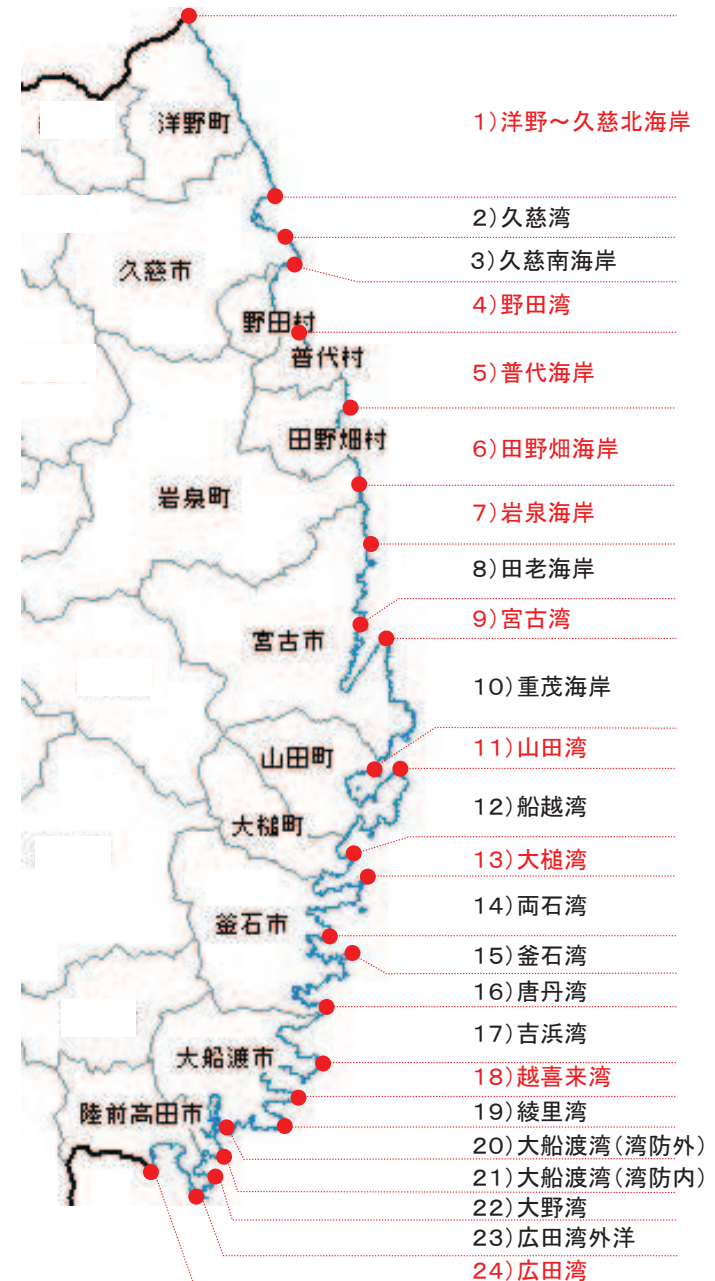 1)洋野～久慈北海岸
洋野町
2)久慈湾
3)久慈南海岸
久慈市
4)野田湾
野田村
普代村
5)普代海岸
田野畑村
6)田野畑海岸
岩泉町
7)岩泉海岸
8)田老海岸
9)宮古湾
宮古市
10)重茂海岸
11)山田湾
山田町
12)船越湾
大槌町
13)大槌湾
14)両石湾
釜石市
15)釜石湾
16)唐丹湾
17)吉浜湾
大船渡市
18)越喜来湾
19)綾里湾
陸前高田市
20)大船渡湾(湾防外)
21)大船渡湾(湾防内)
22)大野湾
23)広田湾外洋
24)広田湾